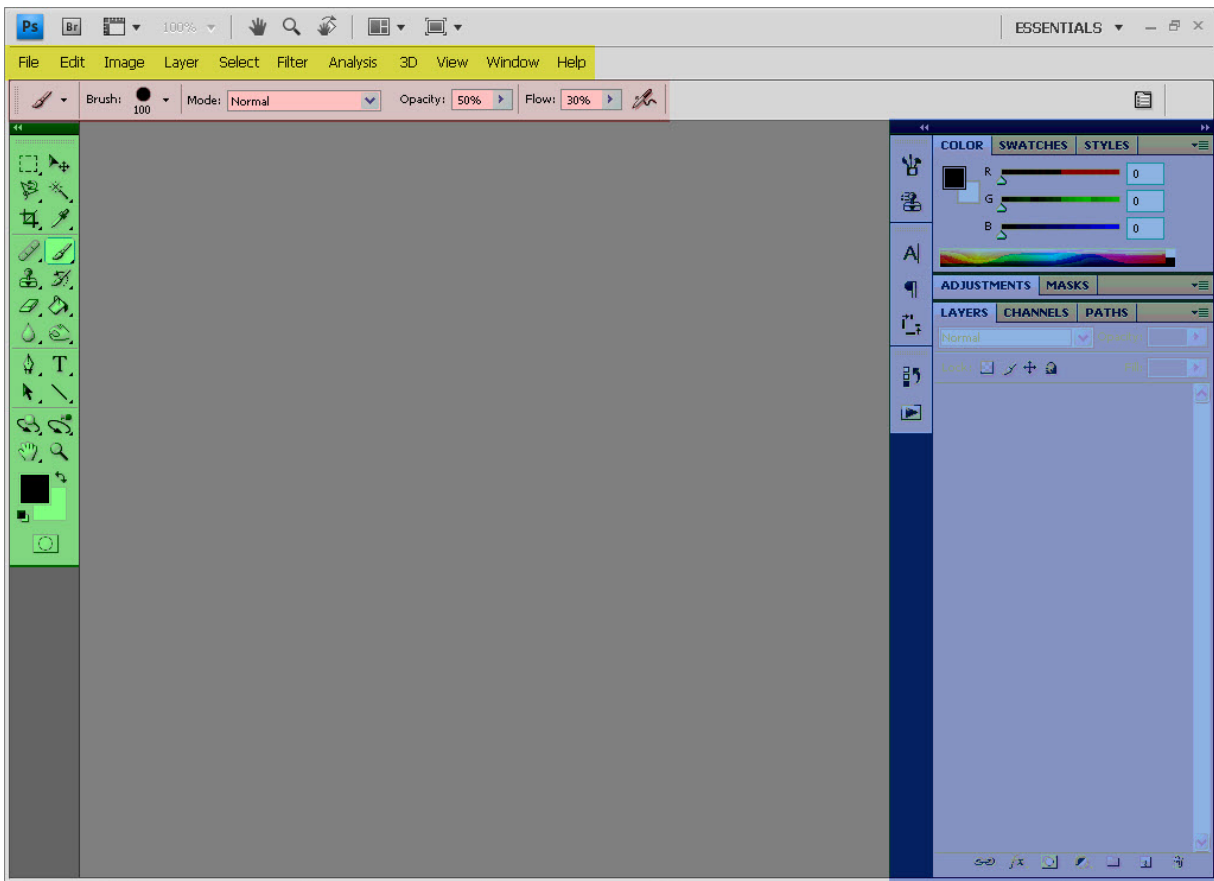 Ps Br 100% ESSENTIALS
File Edit Image Layer Select Filter Analysis 3D View Window Help
Brush: 100 Mode: Normal Opacity: 50% Flow: 30%
COLOR SWATCHES STYLES
R 0
G 0
B 0
A
ADJUSTMENTS MASKS
LAYERS CHANNELS PATHS
Normal
T
fx